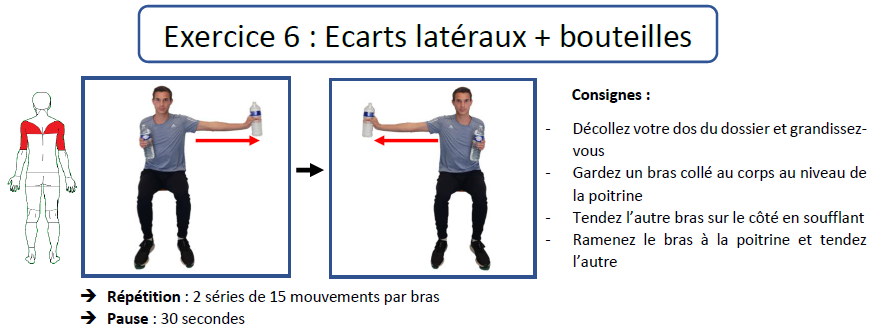 Exercice 6 : Ecarts latéraux + bouteilles
Consignes :
- Décollez votre dos du dossier et grandissez-
vous
- Gardez un bras collé au corps au niveau de
la poitrine
- Tendez l’autre bras sur le côté en soufflant
- Ramenez le bras à la poitrine et tendez
l’autre
➔ Répétition : 2 séries de 15 mouvements par bras
➔ Pause : 30 secondes